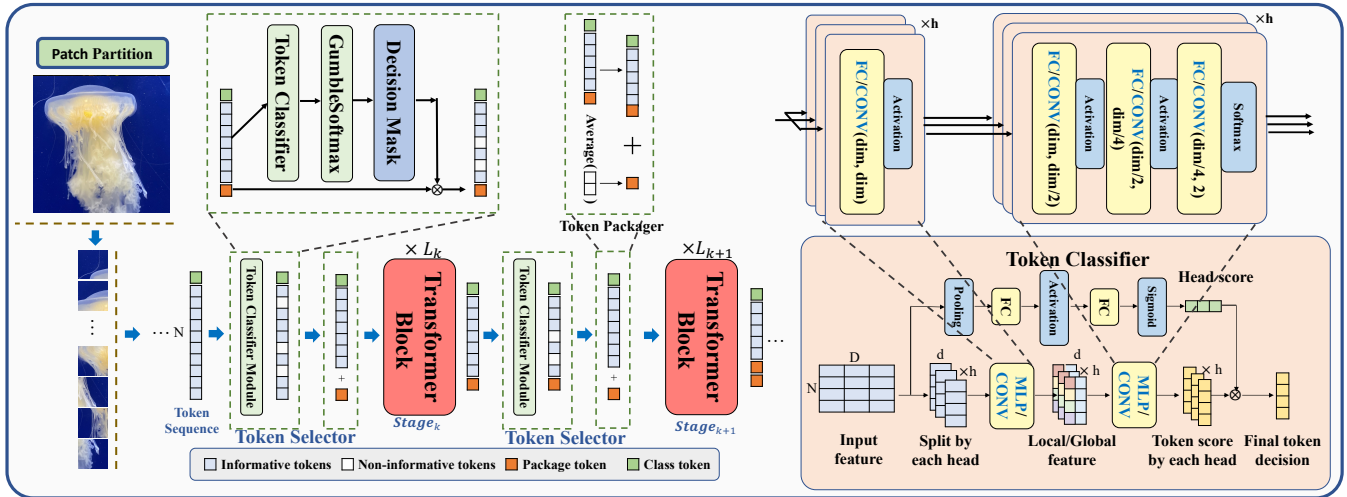 Patch Partition
Token Classifier
GumbleSoftmax
Decision Mask
⊗
Average( )
+
Token Packager
×h
FC/CONV(dim, dim)
Activation
×h
FC/CONV(dim, dim/2)
Activation
FC/CONV(dim/2,
dim/4)
Activation
FC/CONV(dim/4, 2)
Softmax
⋮
··· N
Token
Sequence
Token Classifier Module
+
Token Selector
× L_k
Transformer
Block
Stage_k
Token Classifier Module
+
Token Selector
×L_{k+1}
Transformer
Block
Stage_{k+1}
···
Informative tokens
Non-informative tokens
Package token
Class token
Token Classifier
Pooling
FC
Activation
FC
Sigmoid
Head score
D
N
d
×h
MLP/
CONV
d
× h
MLP/
CONV
× h
⊗
Input
feature
Split by
each head
Local/Global
feature
Token score
by each head
Final token
decision